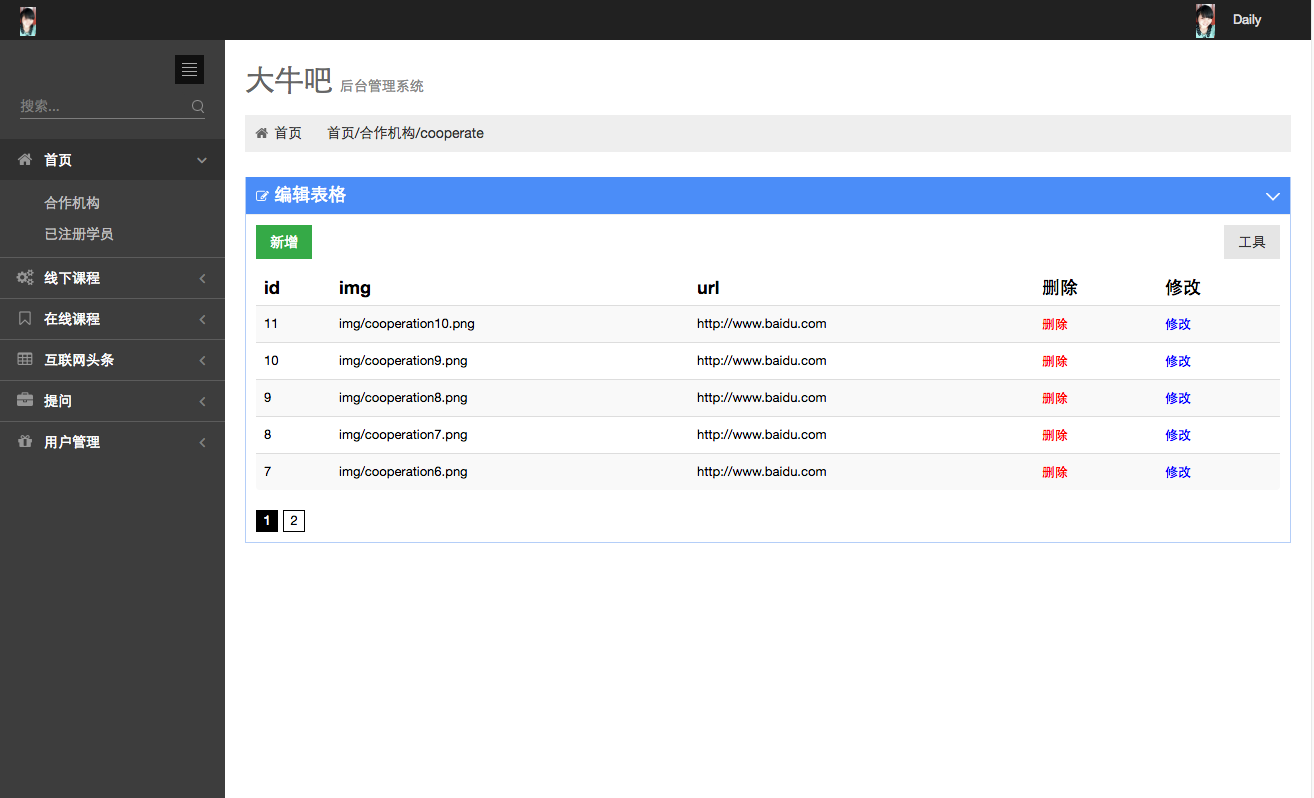 Daily
搜索...
首页
合作机构
已注册学员
线下课程
在线课程
互联网头条
提问
用户管理
大牛吧 后台管理系统
首页 首页/合作机构/cooperate
编辑表格
新增 工具
id img url 删除 修改
11 img/cooperation10.png http://www.baidu.com 删除 修改
10 img/cooperation9.png http://www.baidu.com 删除 修改
9 img/cooperation8.png http://www.baidu.com 删除 修改
8 img/cooperation7.png http://www.baidu.com 删除 修改
7 img/cooperation6.png http://www.baidu.com 删除 修改
1 2